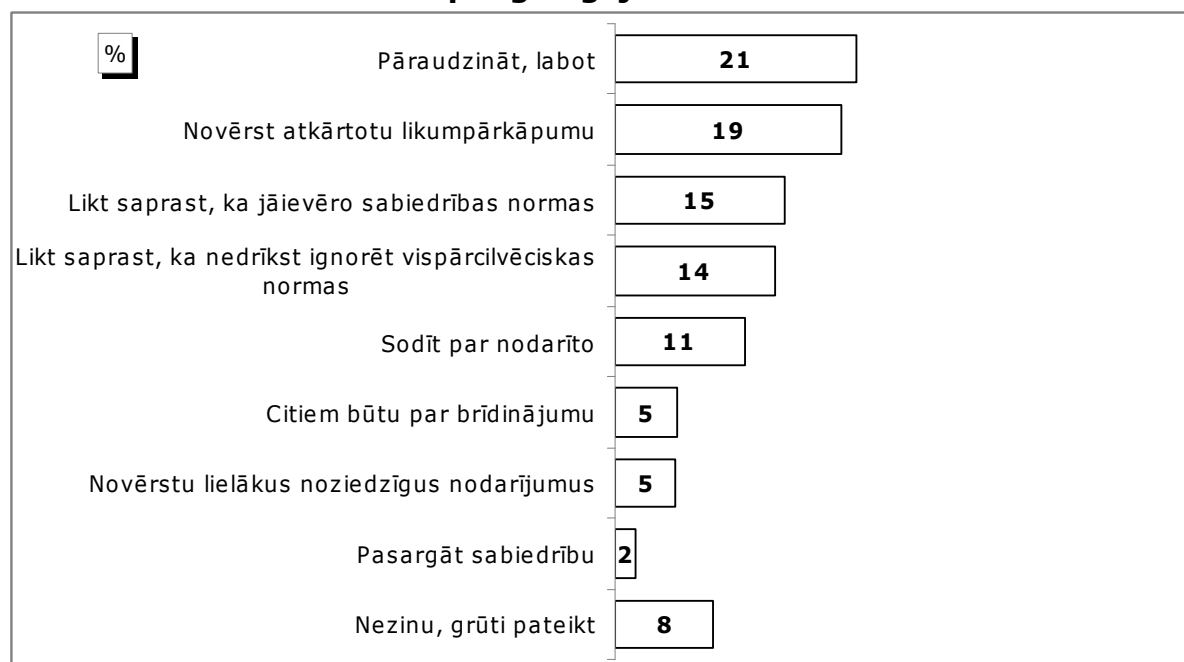 %
Pāraudzināt, labot 21
Novērst atkārtotu likumpārkāpumu 19
Likt saprast, ka jāievēro sabiedrības normas 15
Likt saprast, ka nedrīkst ignorēt vispārcilvēciskas
normas 14
Sodīt par nodarīto 11
Citiem būtu par brīdinājumu 5
Novērstu lielākus noziedzīgus nodarījumus 5
Pasargāt sabiedrību 2
Nezinu, grūti pateikt 8